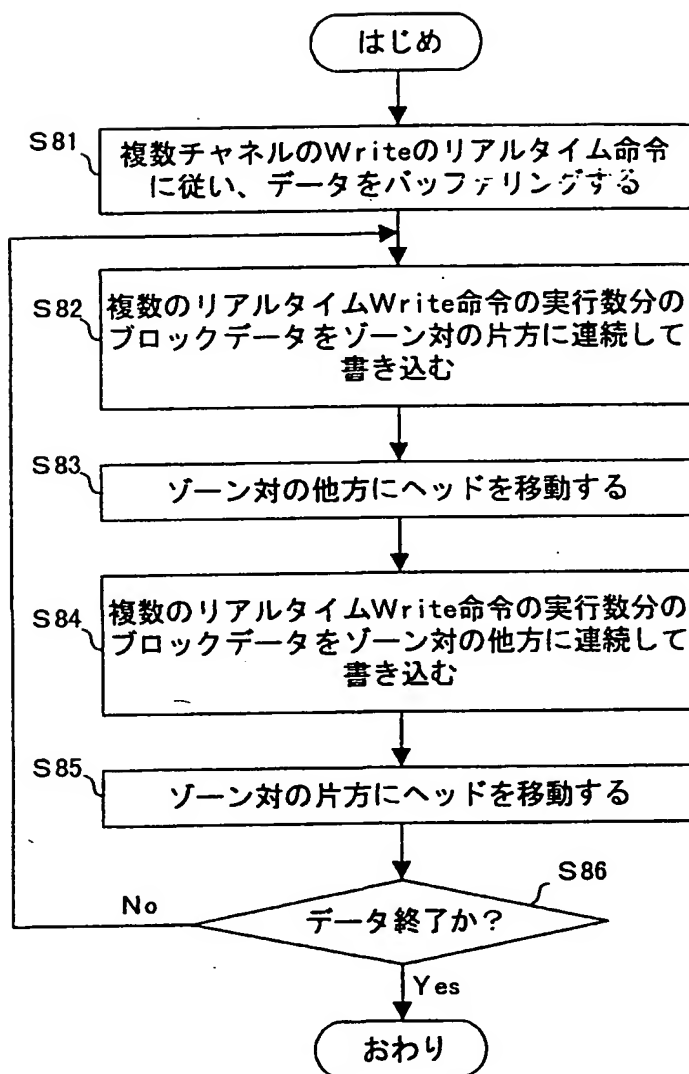 はじめ
S81
複数チャネルのWriteのリアルタイム命令
に従い、データをバッファリングする
S82
複数のリアルタイムWrite命令の実行数分の
ブロックデータをゾーン対の片方に連続して
書き込む
S83
ゾーン対の他方にヘッドを移動する
S84
複数のリアルタイムWrite命令の実行数分の
ブロックデータをゾーン対の他方に連続して
書き込む
S85
ゾーン対の片方にヘッドを移動する
S86
データ終了か?
No
Yes
おわり